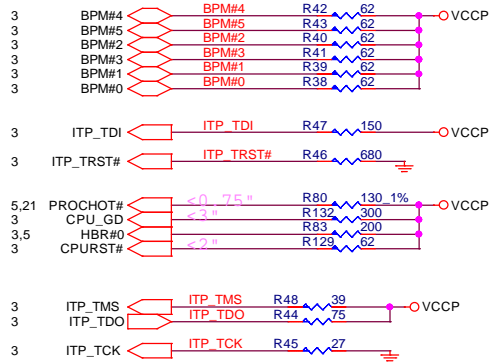 3 BPM#4 BPM#4 R42 62 VCCP
3 BPM#5 BPM#5 R43 62
3 BPM#2 BPM#2 R40 62
3 BPM#3 BPM#3 R41 62
3 BPM#1 BPM#1 R39 62
3 BPM#0 BPM#0 R38 62
3 ITP_TDI ITP_TDI R47 150 VCCP
3 ITP_TRST# ITP_TRST# R46 680
5,21 PROCHOT# <0.75" R80 130_1% VCCP
3 CPU_GD <3" R132 300
3,5 HBR#0 R83 200
3 CPURST# <2" R129 62
3 ITP_TMS ITP_TMS R48 39 VCCP
3 ITP_TDO ITP_TDO R44 75
3 ITP_TCK ITP_TCK R45 27